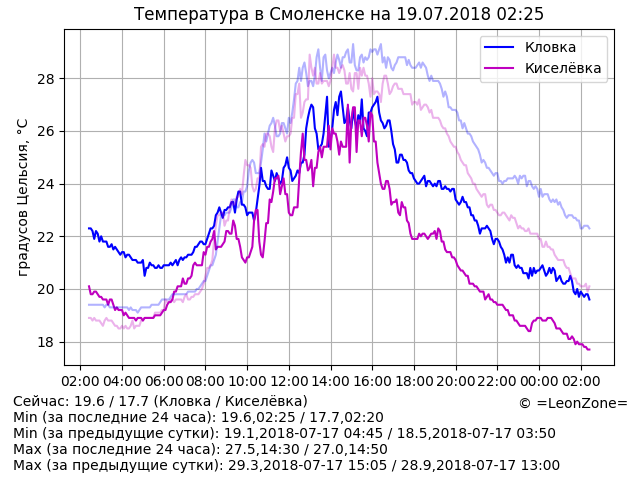 Температура в Смоленске на 19.07.2018 02:25
Кловка
Киселёвка
градусов Цельсия, °C
28
26
24
22
20
18
02:00 04:00 06:00 08:00 10:00 12:00 14:00 16:00 18:00 20:00 22:00 00:00 02:00
Сейчас: 19.6 / 17.7 (Кловка / Киселёвка)
© =LeonZone=
Min (за последние 24 часа): 19.6,02:25 / 17.7,02:20
Min (за предыдущие сутки): 19.1,2018-07-17 04:45 / 18.5,2018-07-17 03:50
Max (за последние 24 часа): 27.5,14:30 / 27.0,14:50
Max (за предыдущие сутки): 29.3,2018-07-17 15:05 / 28.9,2018-07-17 13:00